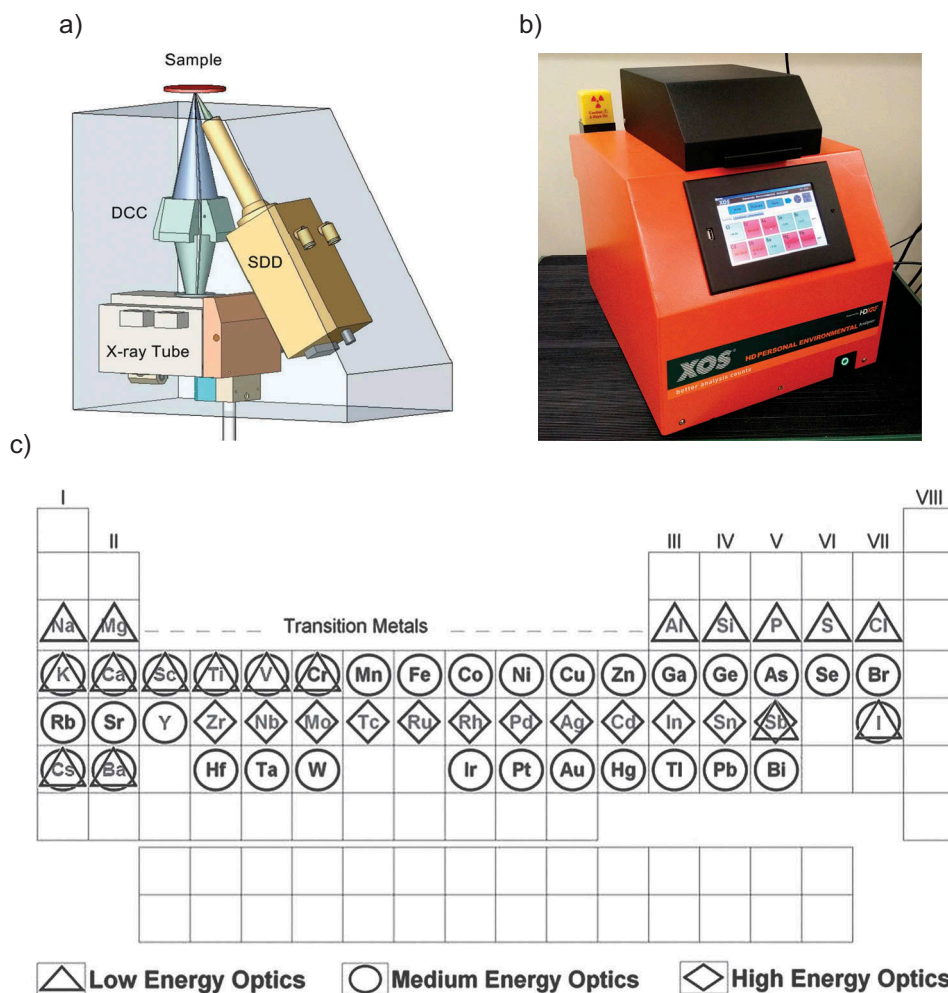 a)
b)
Sample
DCC
SDD
X-ray Tube
XOS
XOS®
HD PERSONAL ENVIRONMENTAL
better analysis counts
c)
I
VIII
II
III IV V VI VII
Na Mg Transition Metals Al Si P S Cl
K Ca Sc Ti V Cr Mn Fe Co Ni Cu Zn Ga Ge As Se Br
Rb Sr Y Zr Nb Mo Tc Ru Rh Pd Ag Cd In Sn Sb I
Cs Ba Hf Ta W Ir Pt Au Hg Tl Pb Bi
Low Energy Optics Medium Energy Optics High Energy Optics